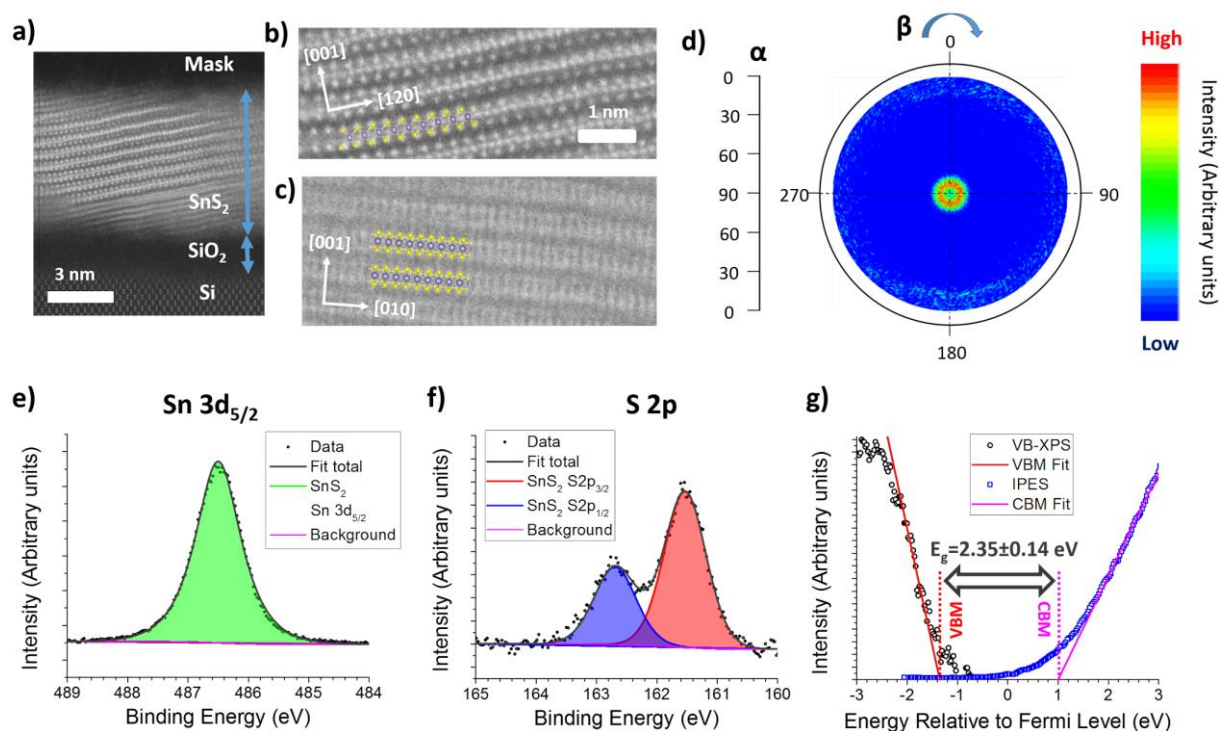 a)
Mask
SnS2
SiO2
Si
3 nm
b)
[001]
[120]
1 nm
c)
[001]
[010]
d)
α
0
30
60
90
60
30
0
β
0
270
90
180
High
Low
Intensity (Arbitrary units)
e)
Sn 3d5/2
Data
Fit total
SnS2
Sn 3d5/2
Background
Intensity (Arbitrary units)
489 488 487 486 485 484
Binding Energy (eV)
f)
S 2p
Data
Fit total
SnS2 S2p3/2
SnS2 S2p1/2
Background
Intensity (Arbitrary units)
165 164 163 162 161 160
Binding Energy (eV)
g)
VB-XPS
VBM Fit
IPES
CBM Fit
Eg=2.35±0.14 eV
VBM
CBM
Intensity (Arbitrary units)
-3 -2 -1 0 1 2 3
Energy Relative to Fermi Level (eV)